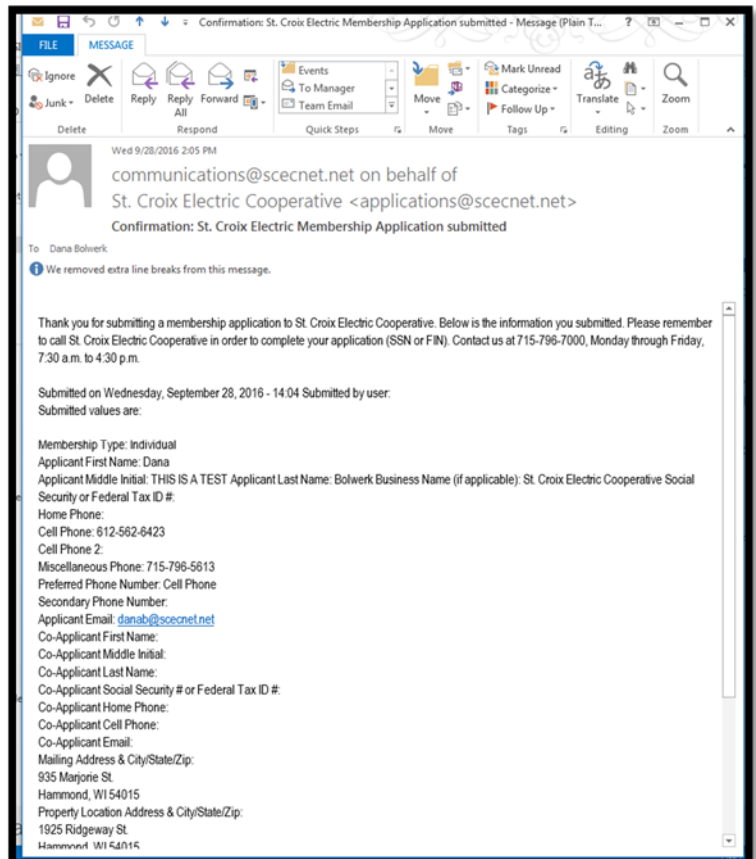 Confirmation: St. Croix Electric Membership Application submitted - Message (Plain T...
FILE MESSAGE
Ignore
Junk
Delete
Reply
Reply All
Forward
Events
To Manager
Team Email
Move
Mark Unread
Categorize
Follow Up
Translate
Zoom
Delete Respond Quick Steps Move Tags Editing Zoom
Wed 9/28/2016 2:05 PM
communications@scecnet.net on behalf of
St. Croix Electric Cooperative <applications@scecnet.net>
Confirmation: St. Croix Electric Membership Application submitted
To Dana Bolwerk
We removed extra line breaks from this message.
Thank you for submitting a membership application to St. Croix Electric Cooperative. Below is the information you submitted. Please remember
to call St. Croix Electric Cooperative in order to complete your application (SSN or FIN). Contact us at 715-796-7000, Monday through Friday,
7:30 a.m. to 4:30 p.m.
Submitted on Wednesday, September 28, 2016 - 14:04 Submitted by user:
Submitted values are:
Membership Type: Individual
Applicant First Name: Dana
Applicant Middle Initial: THIS IS A TEST Applicant Last Name: Bolwerk Business Name (if applicable): St. Croix Electric Cooperative Social
Security or Federal Tax ID #:
Home Phone:
Cell Phone: 612-562-6423
Cell Phone 2:
Miscellaneous Phone: 715-796-5613
Preferred Phone Number: Cell Phone
Secondary Phone Number:
Applicant Email: danab@scecnet.net
Co-Applicant First Name:
Co-Applicant Middle Initial:
Co-Applicant Last Name:
Co-Applicant Social Security # or Federal Tax ID #:
Co-Applicant Home Phone:
Co-Applicant Cell Phone:
Co-Applicant Email:
Mailing Address & City/State/Zip:
935 Marjorie St.
Hammond, WI 54015
Property Location Address & City/State/Zip:
1925 Ridgeway St.
Hammond, WI 54015